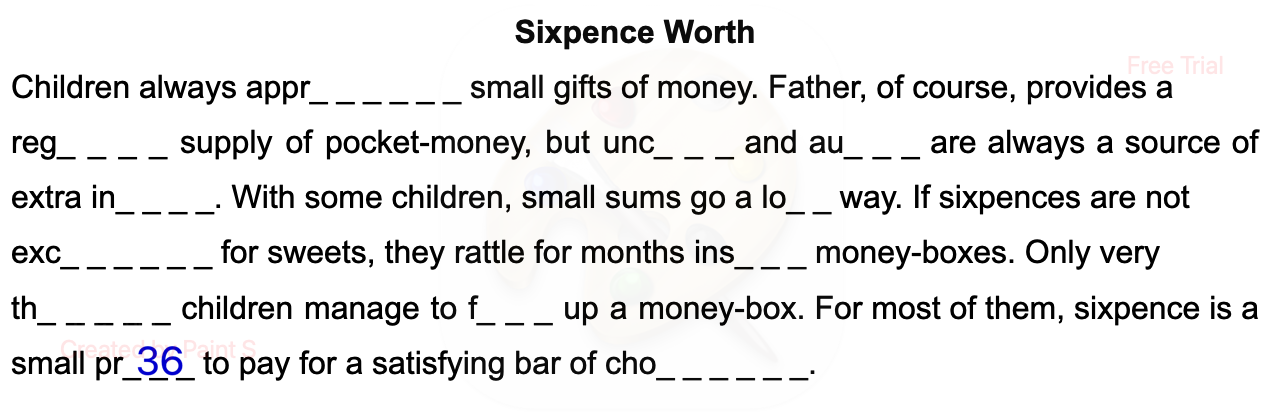 Sixpence Worth
Free Trial
Children always appr_ _ _ _ _ _ small gifts of money. Father, of course, provides a
reg_ _ _ _ supply of pocket-money, but unc_ _ _ and au_ _ _ are always a source of
extra in_ _ _ _. With some children, small sums go a lo_ _ way. If sixpences are not
exc_ _ _ _ _ _ for sweets, they rattle for months ins_ _ _ money-boxes. Only very
th_ _ _ _ _ children manage to f_ _ _ up a money-box. For most of them, sixpence is a
Created by Paint S
small pr_36_ to pay for a satisfying bar of cho_ _ _ _ _ _.